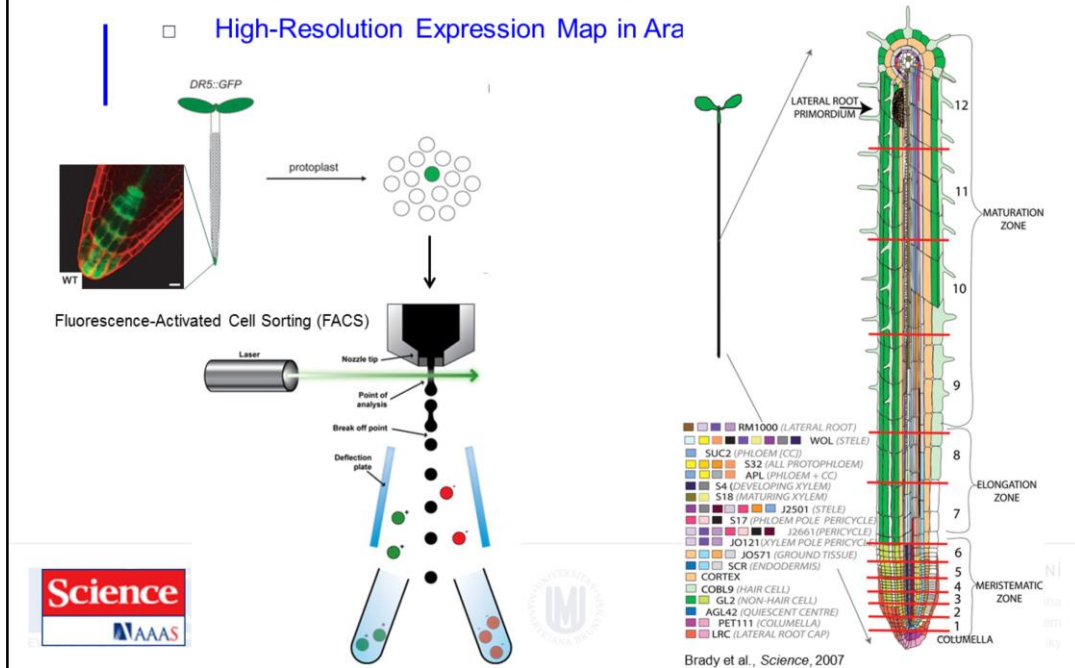 High-Resolution Expression Map in Ara
DR5::GFP
protoplast
WT
Fluorescence-Activated Cell Sorting (FACS)
Laser
Nozzle tip
Point of
analysis
Break off point
Deflection
plate
Science
AAAS
LATERAL ROOT
PRIMORDIUM
12
11
10
9
8
7
6
5
4
3
2
1
MATURATION
ZONE
ELONGATION
ZONE
MERISTEMATIC
ZONE
COLUMELLA
RM1000 (LATERAL ROOT)
WOL (STELE)
SUC2 (PHLOEM [CC])
S32 (ALL PROTOPHLOEM)
APL (PHLOEM + CC)
S4 (DEVELOPING XYLEM)
S18 (MATURING XYLEM)
J2501 (STELE)
S17 (PHLOEM POLE PERICYCLE)
J2661 (PERICYCLE)
JO121 (XYLEM POLE PERICYCLE)
JO571 (GROUND TISSUE)
SCR (ENDODERMIS)
CORTEX
COBL9 (HAIR CELL)
GL2 (NON-HAIR CELL)
AGL42 (QUIESCENT CENTRE)
PET111 (COLUMELLA)
LRC (LATERAL ROOT CAP)
Brady et al., Science, 2007